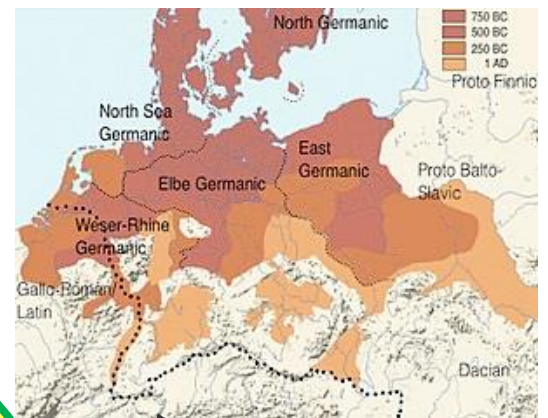 North Germanic
750 BC
500 BC
250 BC
1 AD
Proto Finnic
North Sea
Germanic
East
Germanic
Proto Balto-
Slavic
Elbe Germanic
Weser-Rhine
Germanic
Gallo-Roman/
Latin
Dacian